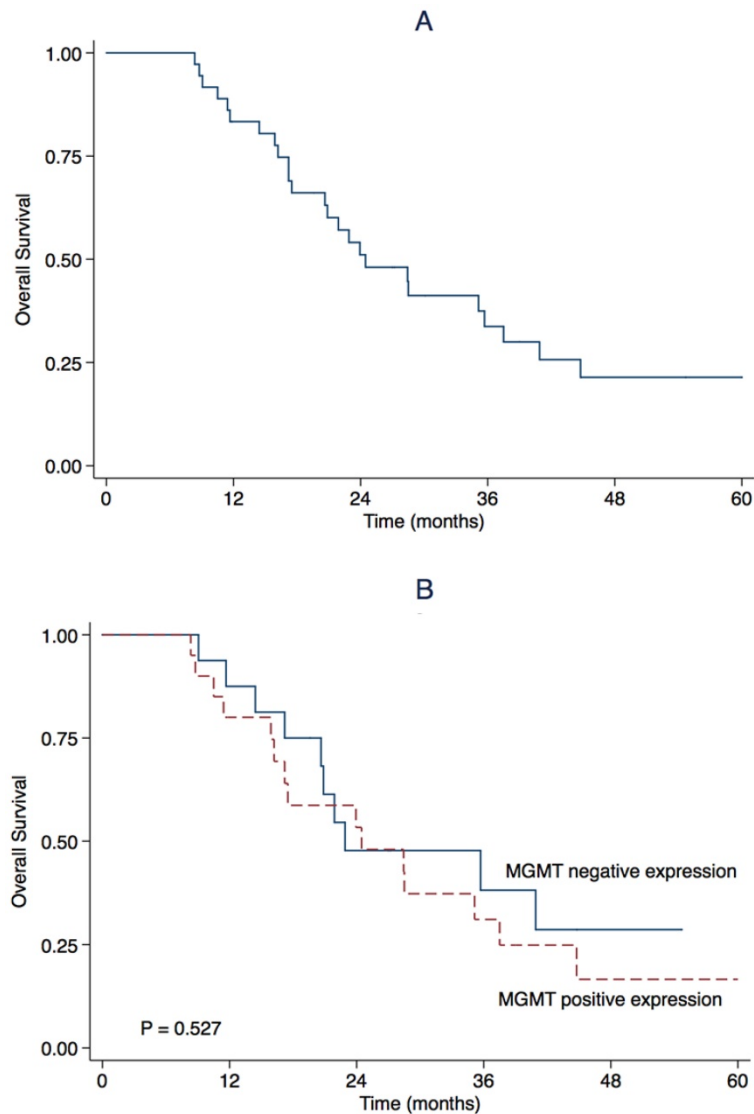 A
1.00
0.75
0.50
0.25
0.00
Overall Survival
0
12
24
36
48
60
Time (months)
B
1.00
0.75
0.50
0.25
0.00
Overall Survival
MGMT negative expression
MGMT positive expression
P = 0.527
0
12
24
36
48
60
Time (months)